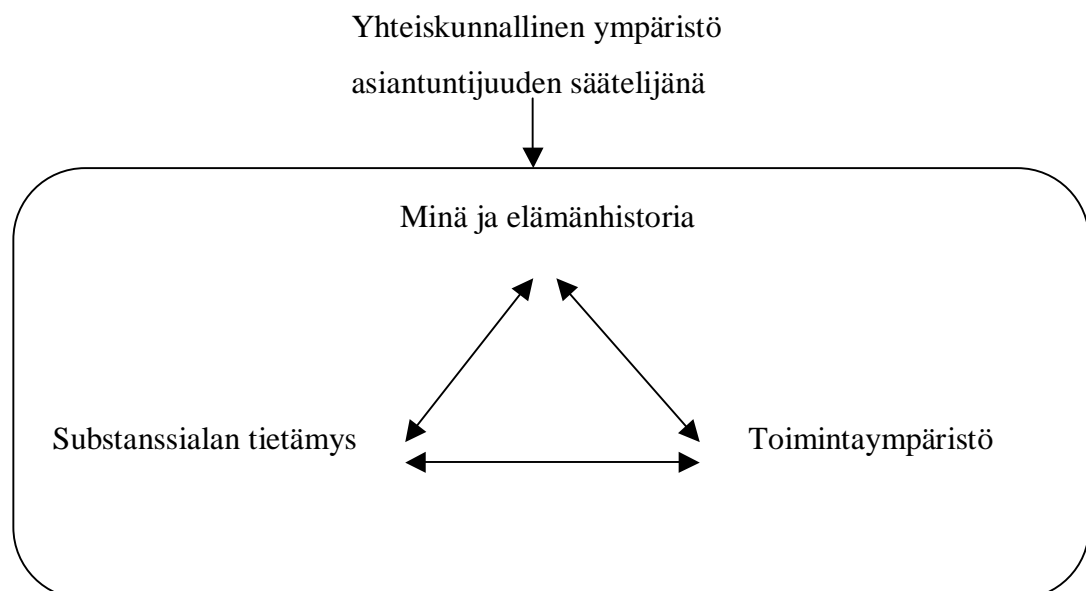 Yhteiskunnallinen ympäristö
asiantuntijuuden säätelijänä
Minä ja elämänhistoria
Substanssialan tietämys
Toimintaympäristö